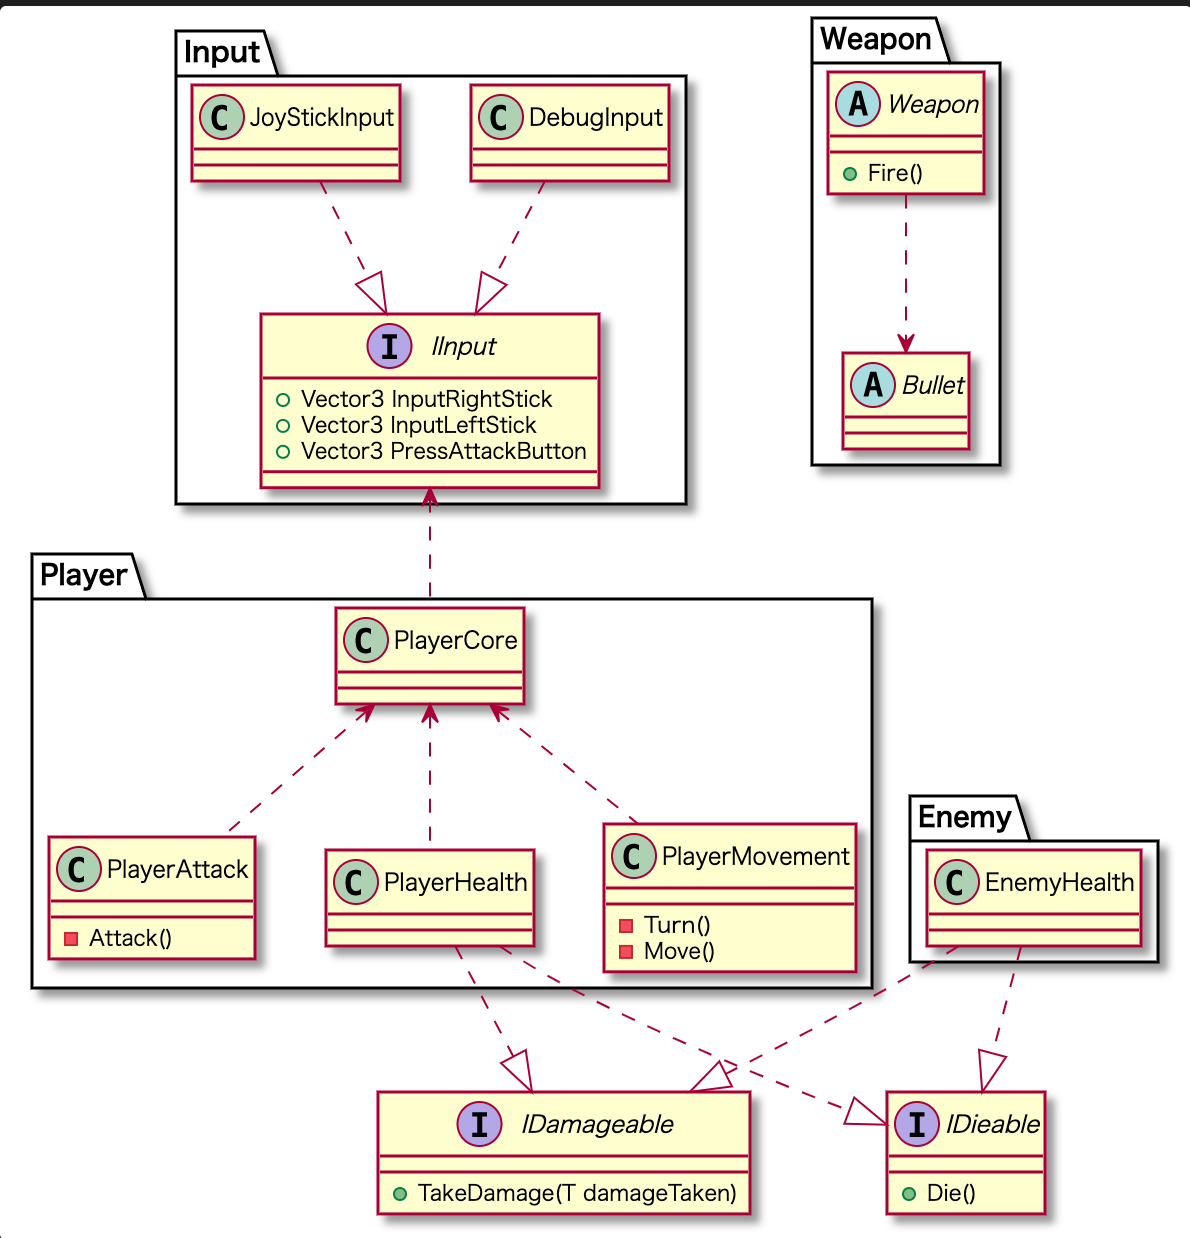 Input
C JoyStickInput
C DebugInput
I IInput
Vector3 InputRightStick
Vector3 InputLeftStick
Vector3 PressAttackButton
Weapon
A Weapon
Fire()
A Bullet
Player
C PlayerCore
C PlayerAttack
Attack()
C PlayerHealth
C PlayerMovement
Turn()
Move()
Enemy
C EnemyHealth
I IDamageable
TakeDamage(T damageTaken)
I IDieable
Die()